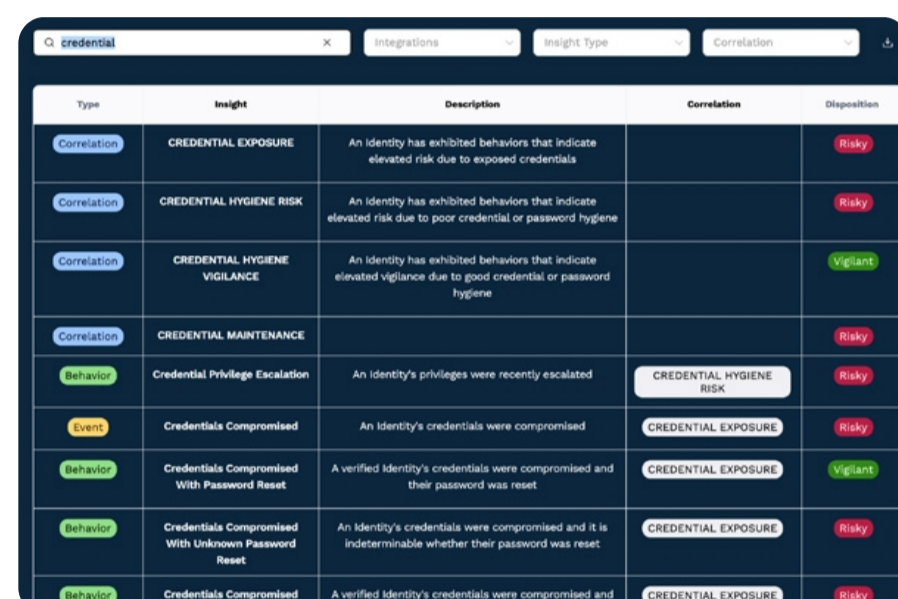 credential
Integrations
Insight Type
Correlation
Type
Insight
Description
Correlation
Disposition
Correlation
CREDENTIAL EXPOSURE
An Identity has exhibited behaviors that indicate
elevated risk due to exposed credentials
Risky
Correlation
CREDENTIAL HYGIENE RISK
An Identity has exhibited behaviors that indicate
elevated risk due to poor credential or password hygiene
Risky
Correlation
CREDENTIAL HYGIENE
VIGILANCE
An Identity has exhibited behaviors that indicate
elevated vigilance due to good credential or password
hygiene
Vigilant
Correlation
CREDENTIAL MAINTENANCE
Risky
Behavior
Credential Privilege Escalation
An Identity's privileges were recently escalated
CREDENTIAL HYGIENE
RISK
Risky
Event
Credentials Compromised
An Identity's credentials were compromised
CREDENTIAL EXPOSURE
Risky
Behavior
Credentials Compromised
With Password Reset
A verified Identity's credentials were compromised and
their password was reset
CREDENTIAL EXPOSURE
Vigilant
Behavior
Credentials Compromised
With Unknown Password
Reset
An Identity's credentials were compromised and it is
indeterminable whether their password was reset
CREDENTIAL EXPOSURE
Risky
Behavior
Credentials Compromised
A verified Identity's credentials were compromised and
CREDENTIAL EXPOSURE
Risky